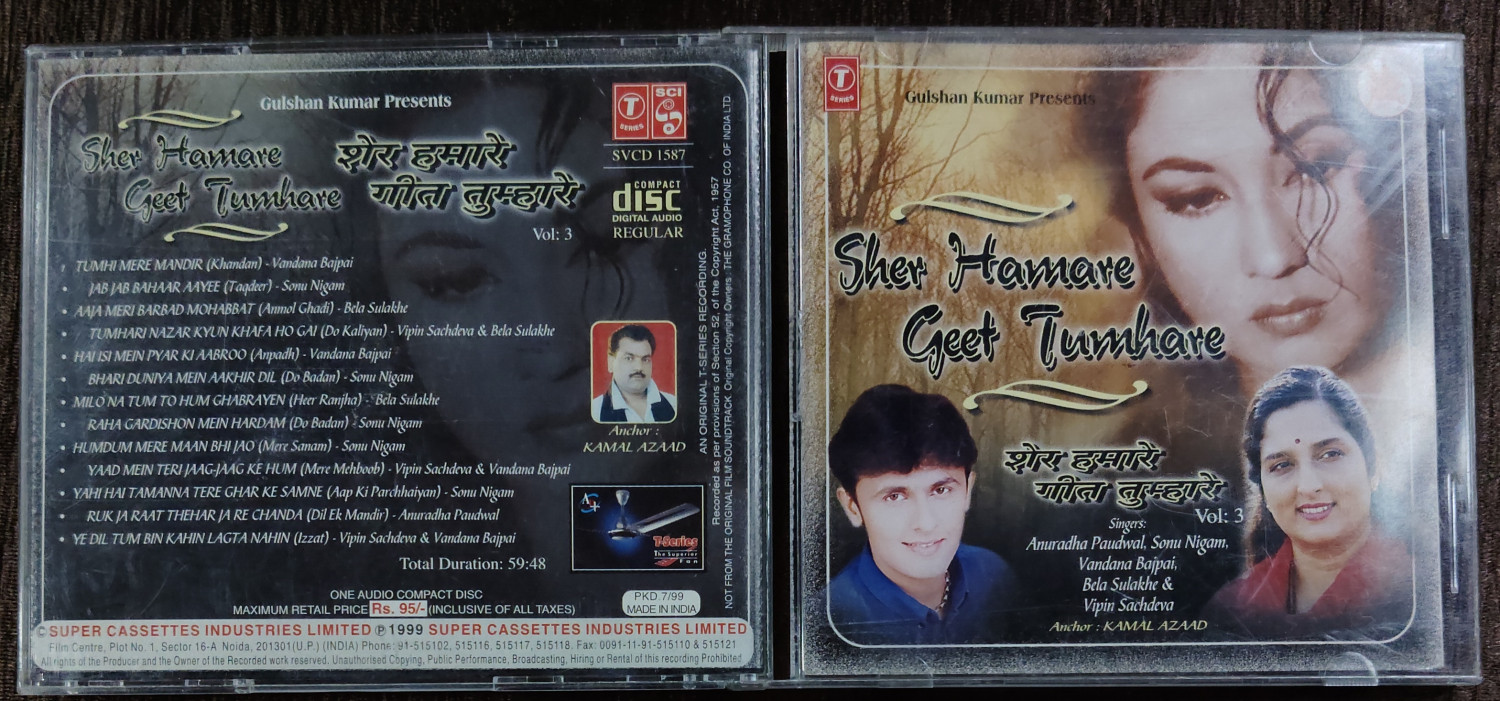 Gulshan Kumar Presents
Sher Hamare
Geet Tumhare
शेर हमारे
गीत तुम्हारे
Vol: 3
T
SERIES
SCI
SVCD 1587
COMPACT
disc
DIGITAL AUDIO
REGULAR
TUMHI MERE MANDIR (Khandan) - Vandana Bajpai
JAB JAB BAHAAR AAYEE (Taqdeer) - Sonu Nigam
AAJA MERI BARBAD MOHABBAT (Anmol Ghadi) - Bela Sulakhe
TUMHARI NAZAR KYUN KHAFA HO GAI (Do Kaliyan) - Vipin Sachdeva & Bela Sulakhe
HAI ISI MEIN PYAR KI AABROO (Anpadh) - Vandana Bajpai
BHARI DUNIYA MEIN AAKHIR DIL (Do Badan) - Sonu Nigam
MILO NA TUM TO HUM GHABRAYEN (Heer Ranjha) - Bela Sulakhe
RAHA GARDISHON MEIN HARDAM (Do Badan) - Sonu Nigam
HUMDUM MERE MAAN BHI JAO (Mere Sanam) - Sonu Nigam
YAAD MEIN TERI JAAG-JAAG KE HUM (Mere Mehboob) - Vipin Sachdeva & Vandana Bajpai
YAHI HAI TAMANNA TERE GHAR KE SAMNE (Aap Ki Parchhaiyan) - Sonu Nigam
RUK JA RAAT THEHAR JA RE CHANDA (Dil Ek Mandir) - Anuradha Paudwal
YE DIL TUM BIN KAHIN LAGTA NAHIN (Izzat) - Vipin Sachdeva & Vandana Bajpai
Total Duration: 59:48
Anchor :
KAMAL AZAAD
T-Series
The Superior
Fan
AN ORIGINAL T-SERIES RECORDING.
Recorded as per provisions of Section 52, of the Copyright Act, 1957
NOT FROM THE ORIGINAL FILM SOUNDTRACK. Original Copyright Owners : THE GRAMOPHONE CO. OF INDIA LTD.
ONE AUDIO COMPACT DISC
MAXIMUM RETAIL PRICE Rs. 95/- (INCLUSIVE OF ALL TAXES)
PKD.7/99
MADE IN INDIA
© SUPER CASSETTES INDUSTRIES LIMITED ℗ 1999 SUPER CASSETTES INDUSTRIES LIMITED
Film Centre, Plot No. 1, Sector 16-A Noida, 201301(U.P.) (INDIA) Phone: 91-515102, 515116, 515117, 515118. Fax: 0091-11-91-515110 & 515121
All rights of the Producer and the Owner of the Recorded work reserved. Unauthorised Copying, Public Performance, Broadcasting, Hiring or Rental of this recording Prohibited
T
SERIES
Gulshan Kumar Presents
Sher Hamare
Geet Tumhare
शेर हमारे
गीत तुम्हारे
Vol: 3
Singers:
Anuradha Paudwal, Sonu Nigam,
Vandana Bajpai,
Bela Sulakhe &
Vipin Sachdeva
Anchor : KAMAL AZAAD